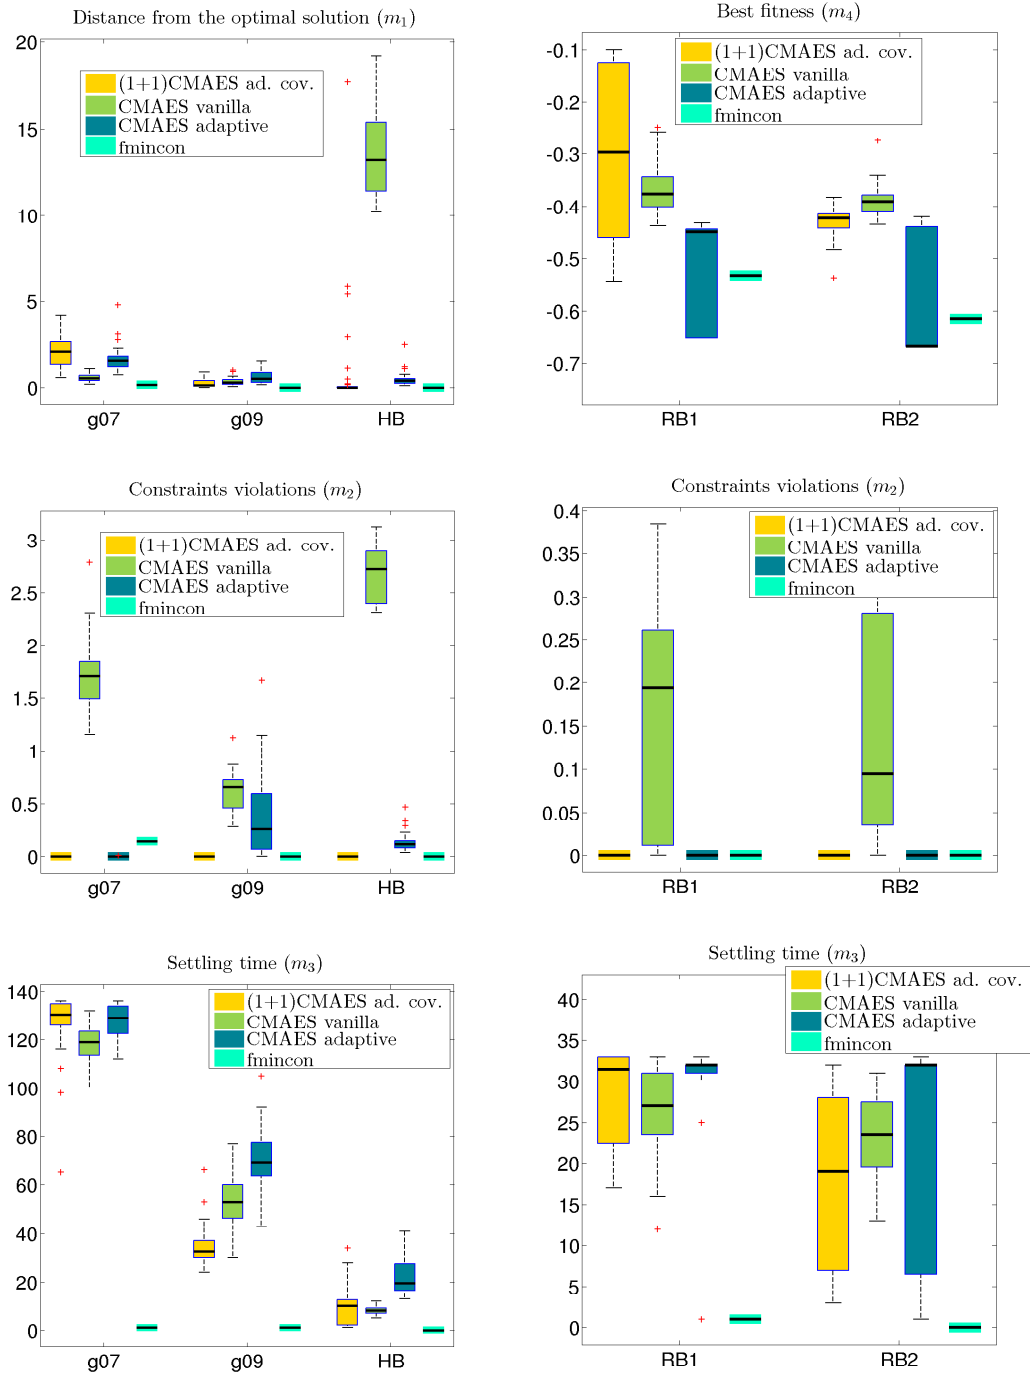 Distance from the optimal solution (m₁)
20
15
10
5
0
(1+1)CMAES ad. cov.
CMAES vanilla
CMAES adaptive
fmincon
g07
g09
HB
Best fitness (m₄)
-0.1
-0.2
-0.3
-0.4
-0.5
-0.6
-0.7
(1+1)CMAES ad. cov.
CMAES vanilla
CMAES adaptive
fmincon
RB1
RB2
Constraints violations (m₂)
3
2.5
2
1.5
1
0.5
0
(1+1)CMAES ad. cov.
CMAES vanilla
CMAES adaptive
fmincon
g07
g09
HB
Constraints violations (m₂)
0.4
0.35
0.3
0.25
0.2
0.15
0.1
0.05
0
(1+1)CMAES ad. cov.
CMAES vanilla
CMAES adaptive
fmincon
RB1
RB2
Settling time (m₃)
140
120
100
80
60
40
20
0
(1+1)CMAES ad. cov.
CMAES vanilla
CMAES adaptive
fmincon
g07
g09
HB
Settling time (m₃)
40
35
30
25
20
15
10
5
0
(1+1)CMAES ad. cov.
CMAES vanilla
CMAES adaptive
fmincon
RB1
RB2